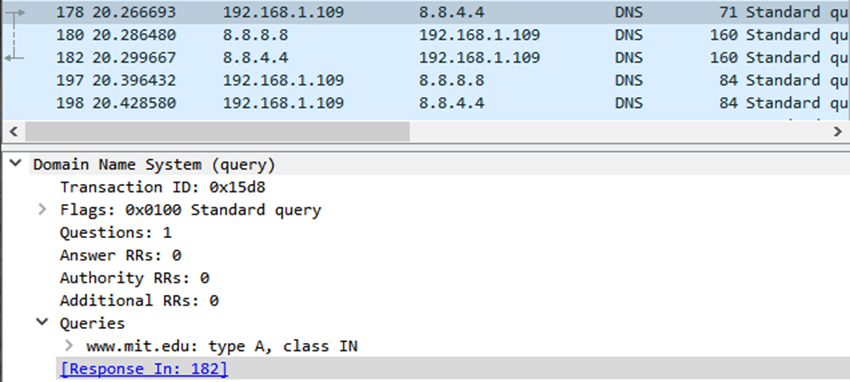 178 20.266693 192.168.1.109 8.8.4.4 DNS 71 Standard qu
180 20.286480 8.8.8.8 192.168.1.109 DNS 160 Standard qu
182 20.299667 8.8.4.4 192.168.1.109 DNS 160 Standard qu
197 20.396432 192.168.1.109 8.8.8.8 DNS 84 Standard qu
198 20.428580 192.168.1.109 8.8.4.4 DNS 84 Standard qu
Domain Name System (query)
Transaction ID: 0x15d8
Flags: 0x0100 Standard query
Questions: 1
Answer RRs: 0
Authority RRs: 0
Additional RRs: 0
Queries
www.mit.edu: type A, class IN
[Response In: 182]